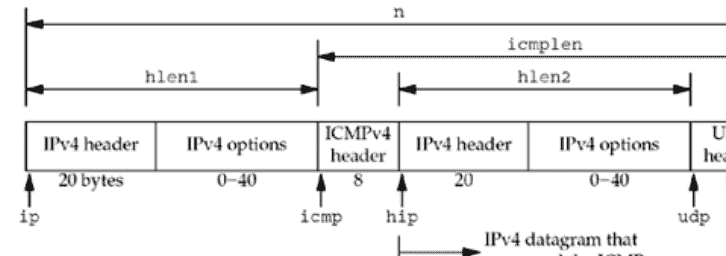 n
icmplen
hlen1
hlen2
IPv4 header
IPv4 options
ICMPv4
header
IPv4 header
IPv4 options
20 bytes
0–40
8
20
0–40
ip
icmp
hip
udp
IPv4 datagram that